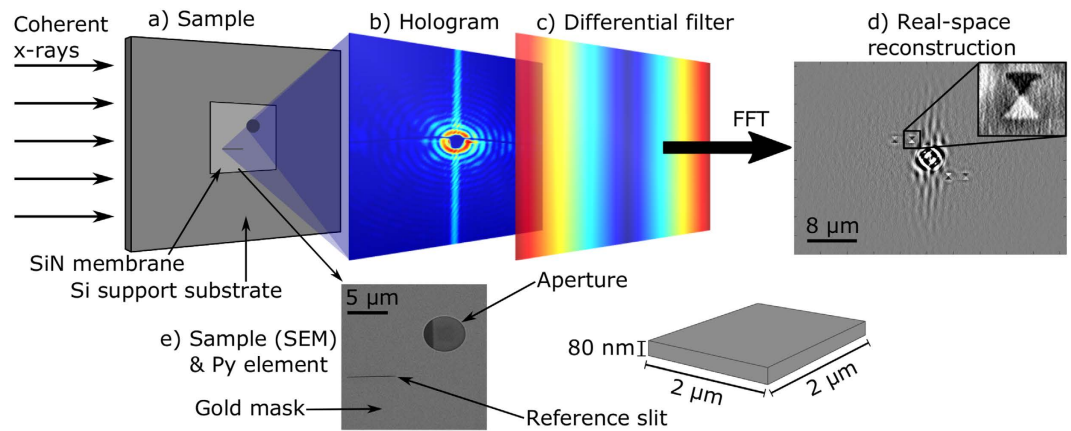 Coherent
x-rays
a) Sample
b) Hologram
c) Differential filter
d) Real-space
reconstruction
FFT
8 µm
SiN membrane
Si support substrate
e) Sample (SEM)
& Py element
5 µm
Aperture
Gold mask
Reference slit
80 nm
2 µm
2 µm